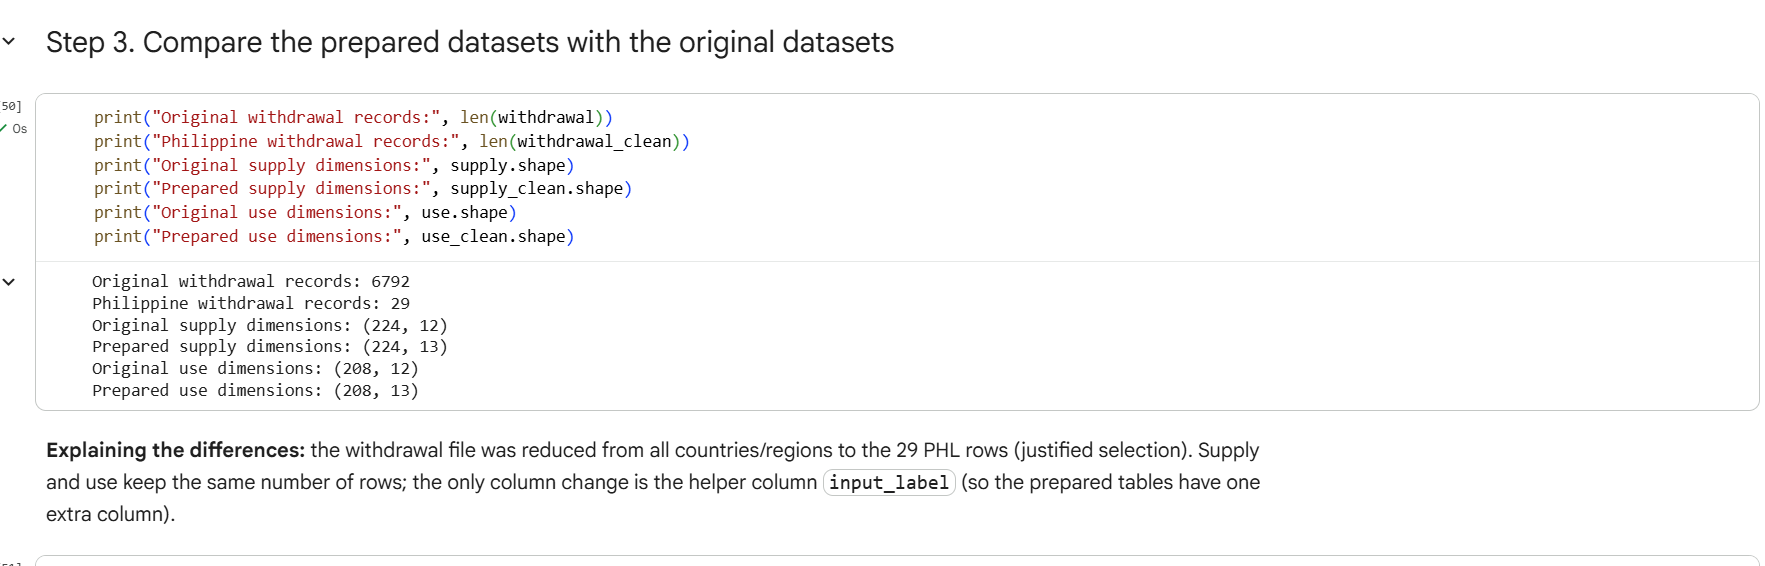 Step 3. Compare the prepared datasets with the original datasets
[50]
0s
print("Original withdrawal records:", len(withdrawal))
print("Philippine withdrawal records:", len(withdrawal_clean))
print("Original supply dimensions:", supply.shape)
print("Prepared supply dimensions:", supply_clean.shape)
print("Original use dimensions:", use.shape)
print("Prepared use dimensions:", use_clean.shape)
Original withdrawal records: 6792
Philippine withdrawal records: 29
Original supply dimensions: (224, 12)
Prepared supply dimensions: (224, 13)
Original use dimensions: (208, 12)
Prepared use dimensions: (208, 13)
Explaining the differences: the withdrawal file was reduced from all countries/regions to the 29 PHL rows (justified selection). Supply
and use keep the same number of rows; the only column change is the helper column input_label (so the prepared tables have one
extra column).